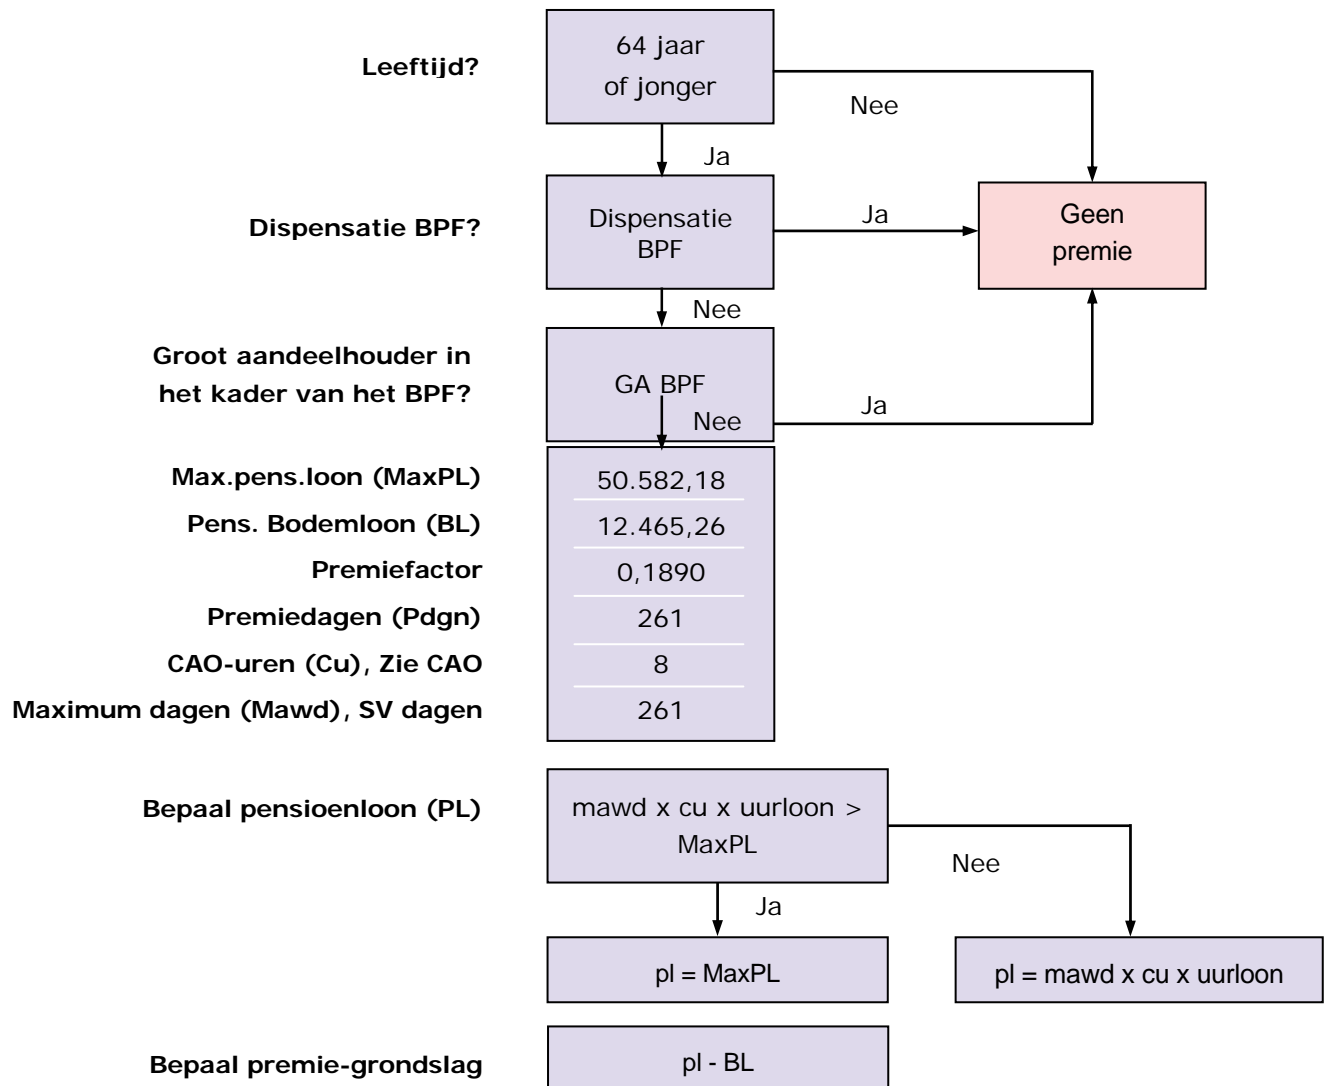 Leeftijd?
64 jaar
of jonger
Nee
Ja
Dispensatie BPF?
Dispensatie
BPF
Ja
Geen
premie
Nee
Groot aandeelhouder in
het kader van het BPF?
GA BPF
Nee
Ja
Max.pens.loon (MaxPL)
50.582,18
Pens. Bodemloon (BL)
12.465,26
Premiefactor
0,1890
Premiedagen (Pdgn)
261
CAO-uren (Cu), Zie CAO
8
Maximum dagen (Mawd), SV dagen
261
Bepaal pensioenloon (PL)
mawd x cu x uurloon >
MaxPL
Nee
Ja
pl = MaxPL
pl = mawd x cu x uurloon
Bepaal premie-grondslag
pl - BL